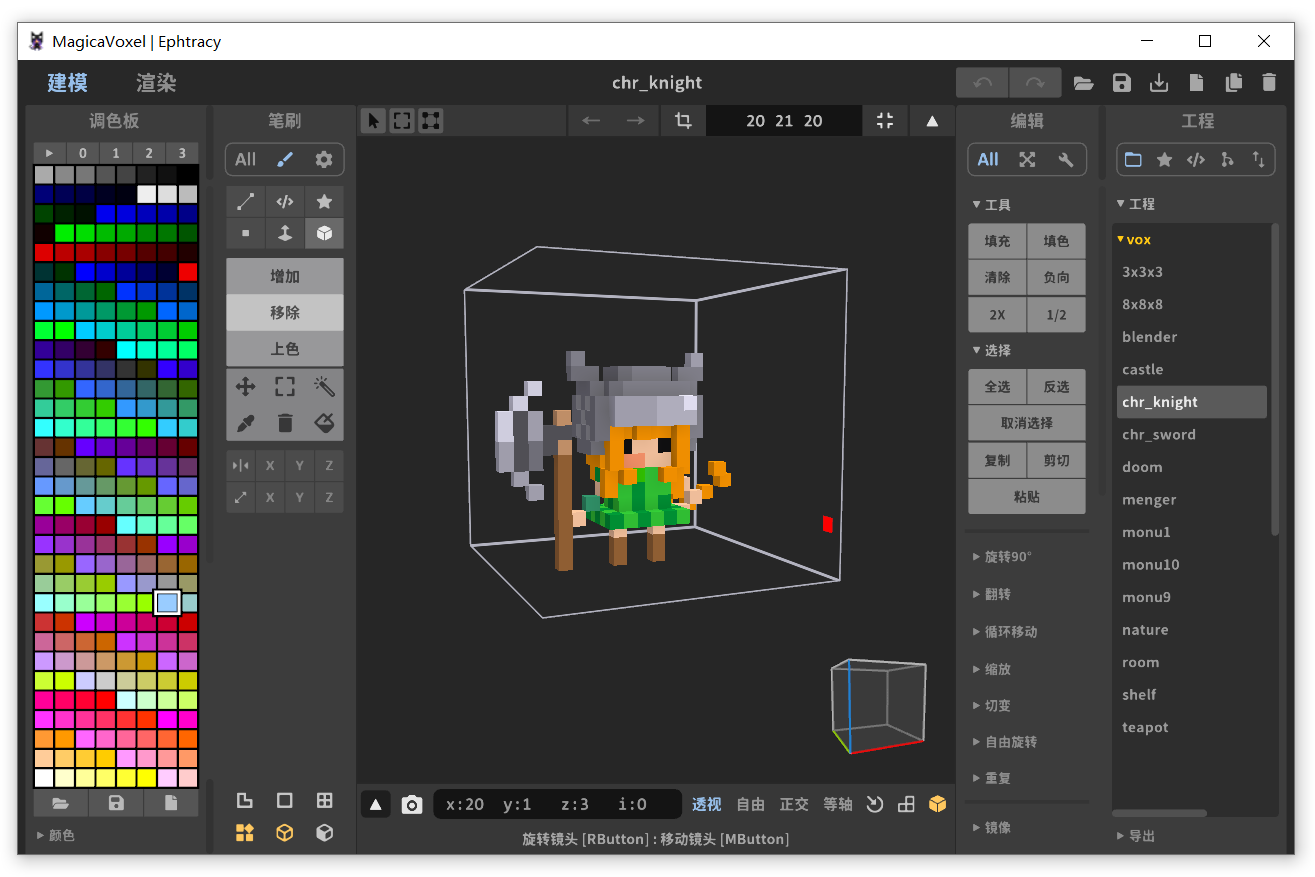 MagicaVoxel | Ephtracy
建模 渲染 chr_knight
调色板
0 1 2 3
颜色
笔刷
All
增加
移除
上色
X Y Z
X Y Z
20 21 20
x:20 y:1 z:3 i:0 透视 自由 正交 等轴
旋转镜头 [RButton] : 移动镜头 [MButton]
编辑
All
工具
填充 填色
清除 负向
2X 1/2
选择
全选 反选
取消选择
复制 剪切
粘贴
旋转90°
翻转
循环移动
缩放
切变
自由旋转
重复
镜像
工程
工程
vox
3x3x3
8x8x8
blender
castle
chr_knight
chr_sword
doom
menger
monu1
monu10
monu9
nature
room
shelf
teapot
导出